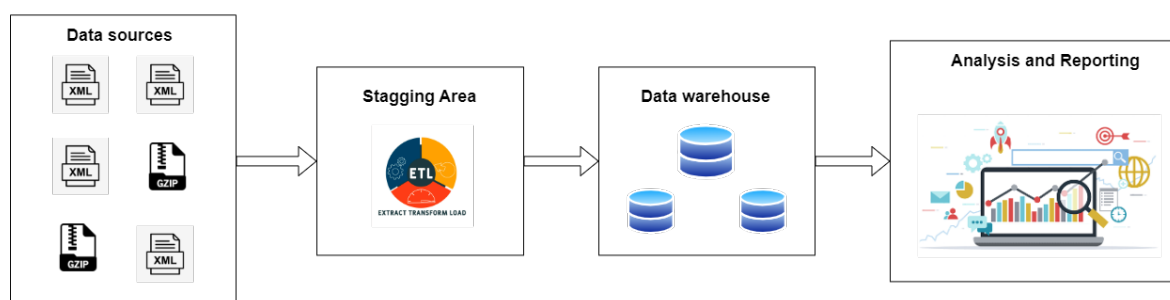 Data sources
XML
XML
XML
GZIP
GZIP
XML
Stagging Area
ETL
EXTRACT TRANSFORM LOAD
Data warehouse
Analysis and Reporting